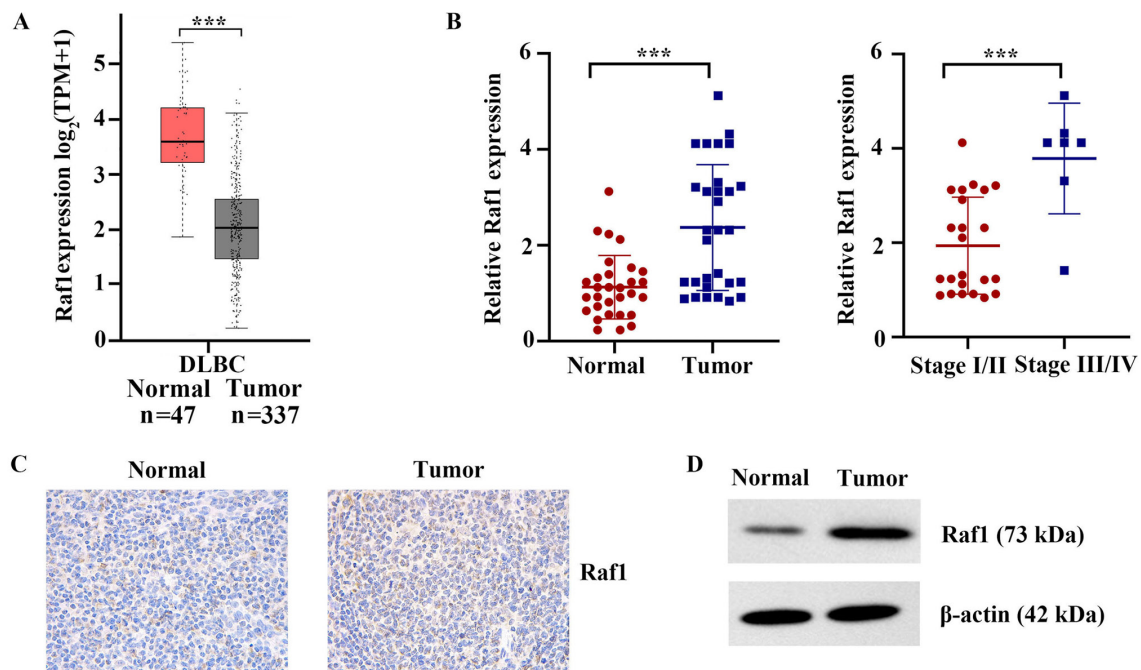 A
Raf1expression log2(TPM+1)
***
5
4
3
2
1
0
DLBC
Normal Tumor
n=47 n=337
B
Relative Raf1 expression
***
6
4
2
0
Normal Tumor
Relative Raf1 expression
***
6
4
2
0
Stage I/II Stage III/IV
C
Normal Tumor
Raf1
D
Normal Tumor
Raf1 (73 kDa)
β-actin (42 kDa)